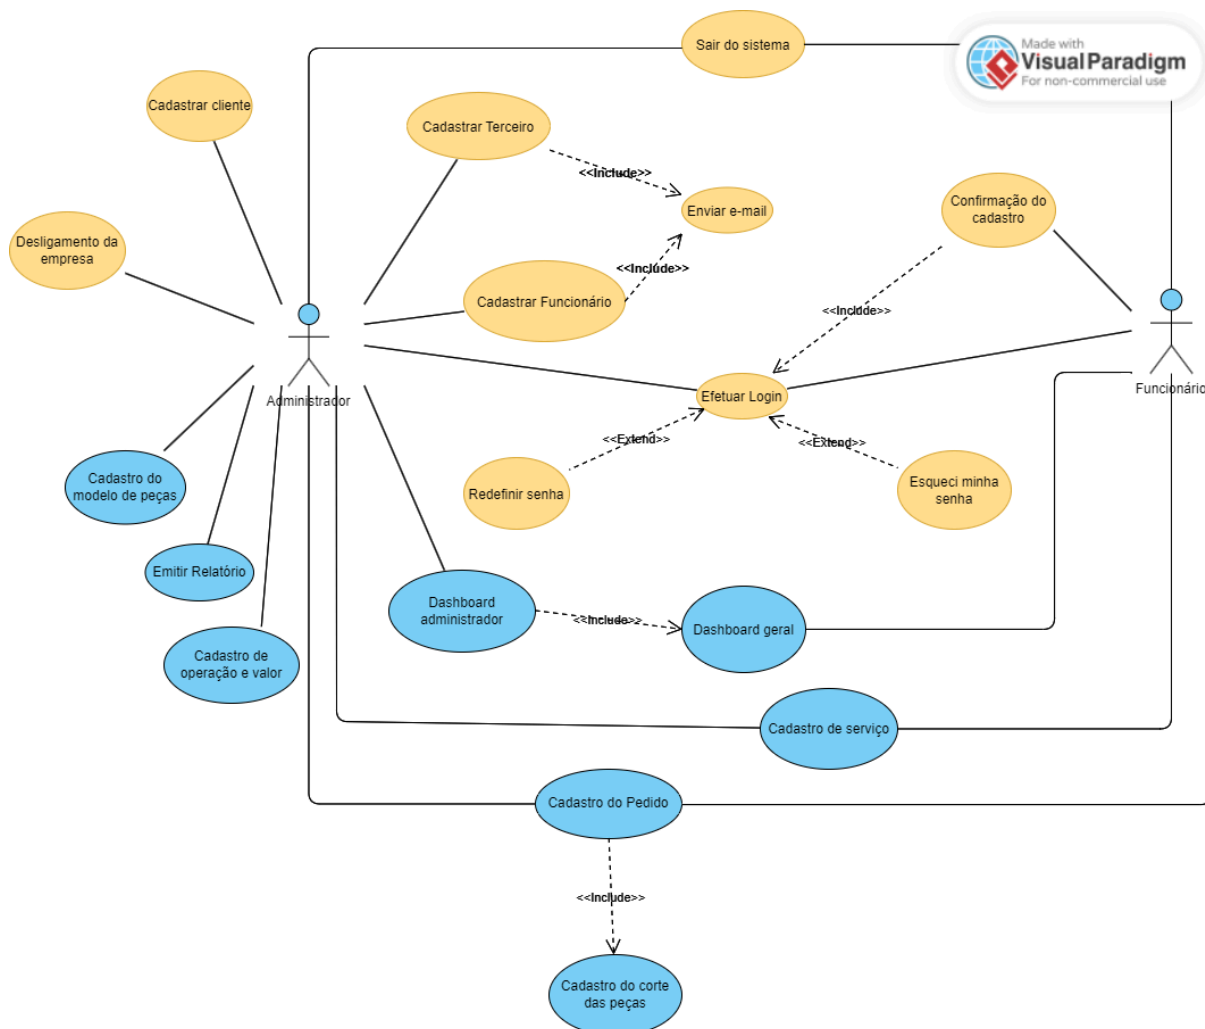 Sair do sistema
Made with
Visual Paradigm
For non-commercial use
Cadastrar cliente
Cadastrar Terceiro
<<Include>>
Enviar e-mail
Confirmação do
cadastro
Desligamento da
empresa
<<Include>>
Cadastrar Funcionário
<<Include>>
Administrador
Funcionário
Efetuar Login
<<Extend>>
<<Extend>>
Cadastro do
modelo de peças
Redefinir senha
Esqueci minha
senha
Emitir Relatório
Dashboard
administrador
<<Include>>
Dashboard geral
Cadastro de
operação e valor
Cadastro de serviço
Cadastro do Pedido
<<Include>>
Cadastro do corte
das peças